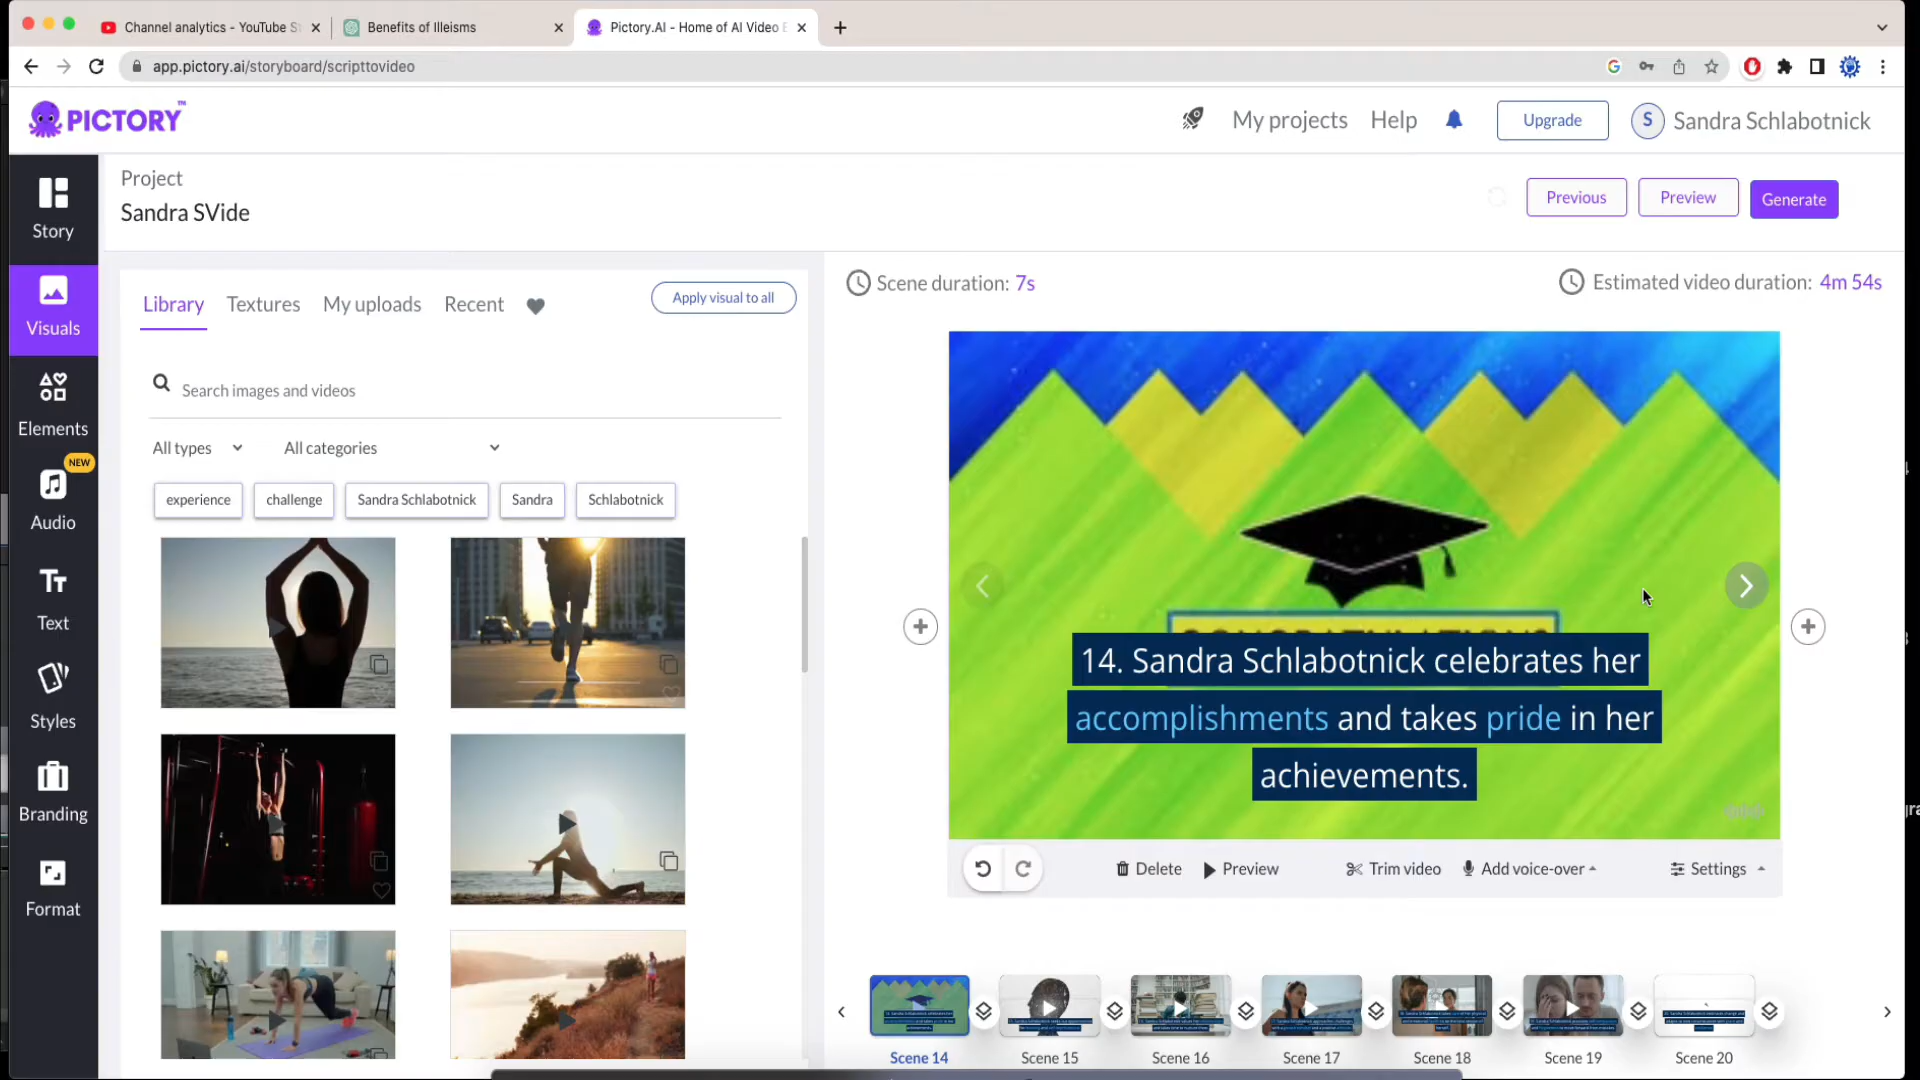 Channel analytics - YouTube S
Benefits of Illeisms
Pictory.AI - Home of AI Video E
app.pictory.ai/storyboard/scripttovideo
PICTORY™
My projects
Help
Upgrade
S
Sandra Schlabotnick
Story
Visuals
Elements
NEW
Audio
Text
Styles
Branding
Format
Project
Sandra SVide
Previous
Preview
Generate
Library
Textures
My uploads
Recent
Apply visual to all
Search images and videos
All types
All categories
experience
challenge
Sandra Schlabotnick
Sandra
Schlabotnick
Scene duration: 7s
Estimated video duration: 4m 54s
14. Sandra Schlabotnick celebrates her
accomplishments and takes pride in her
achievements.
Delete
Preview
Trim video
Add voice-over
Settings
Scene 14
Scene 15
Scene 16
Scene 17
Scene 18
Scene 19
Scene 20